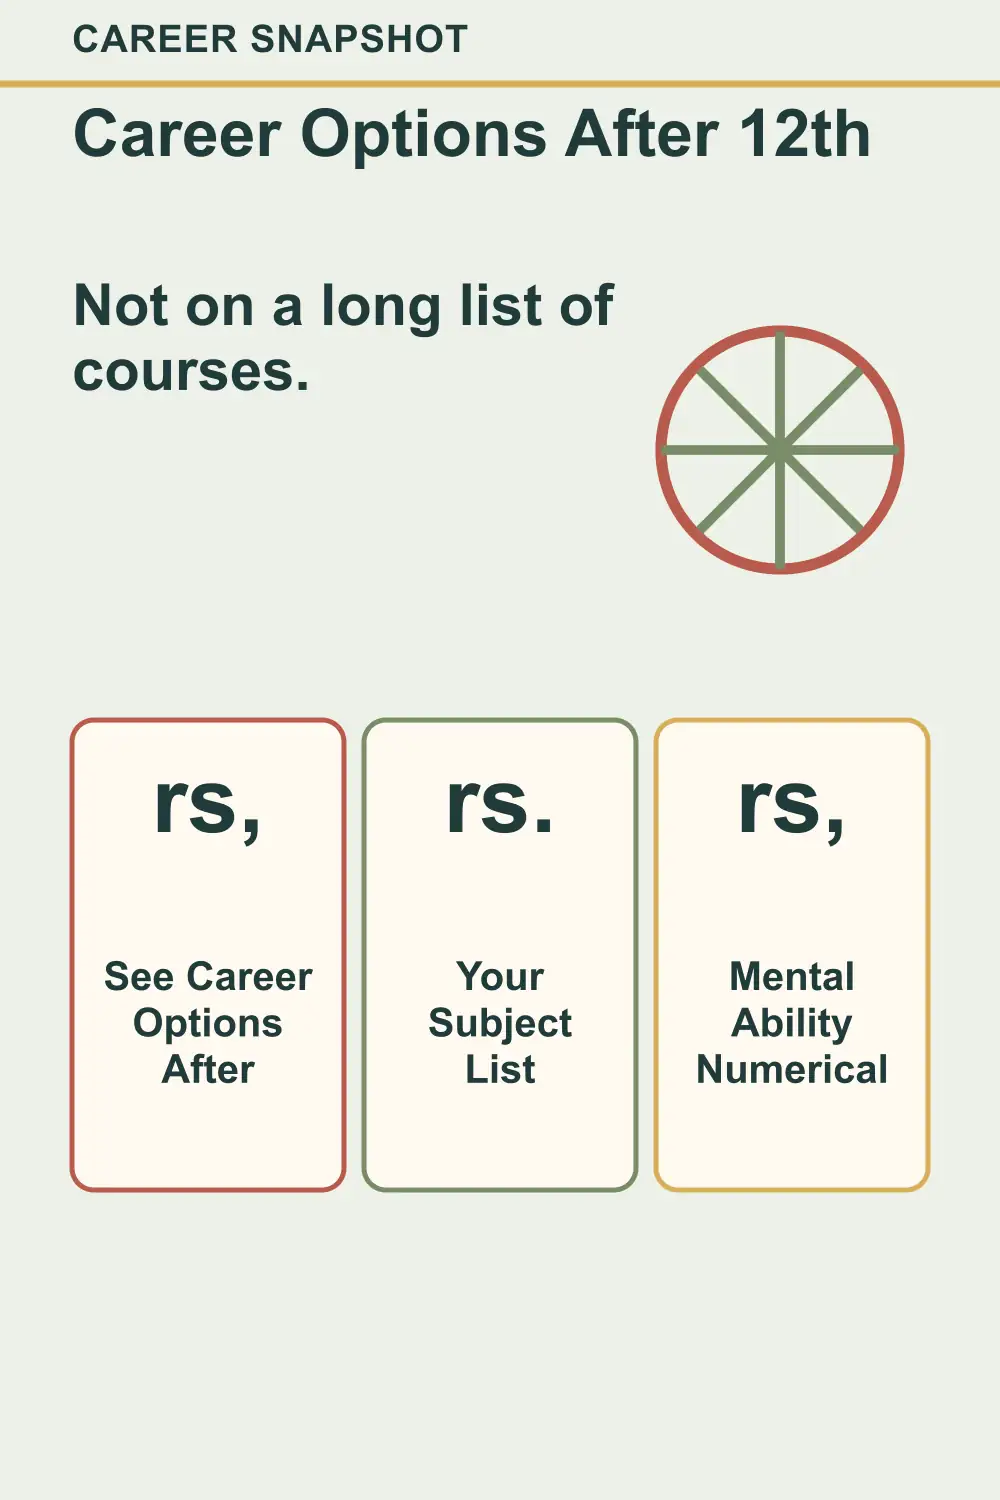 CAREER SNAPSHOT
Career Options After 12th
Not on a long list of
courses.
rs,
See Career
Options
After
rs.
Your
Subject
List
rs,
Mental
Ability
Numerical